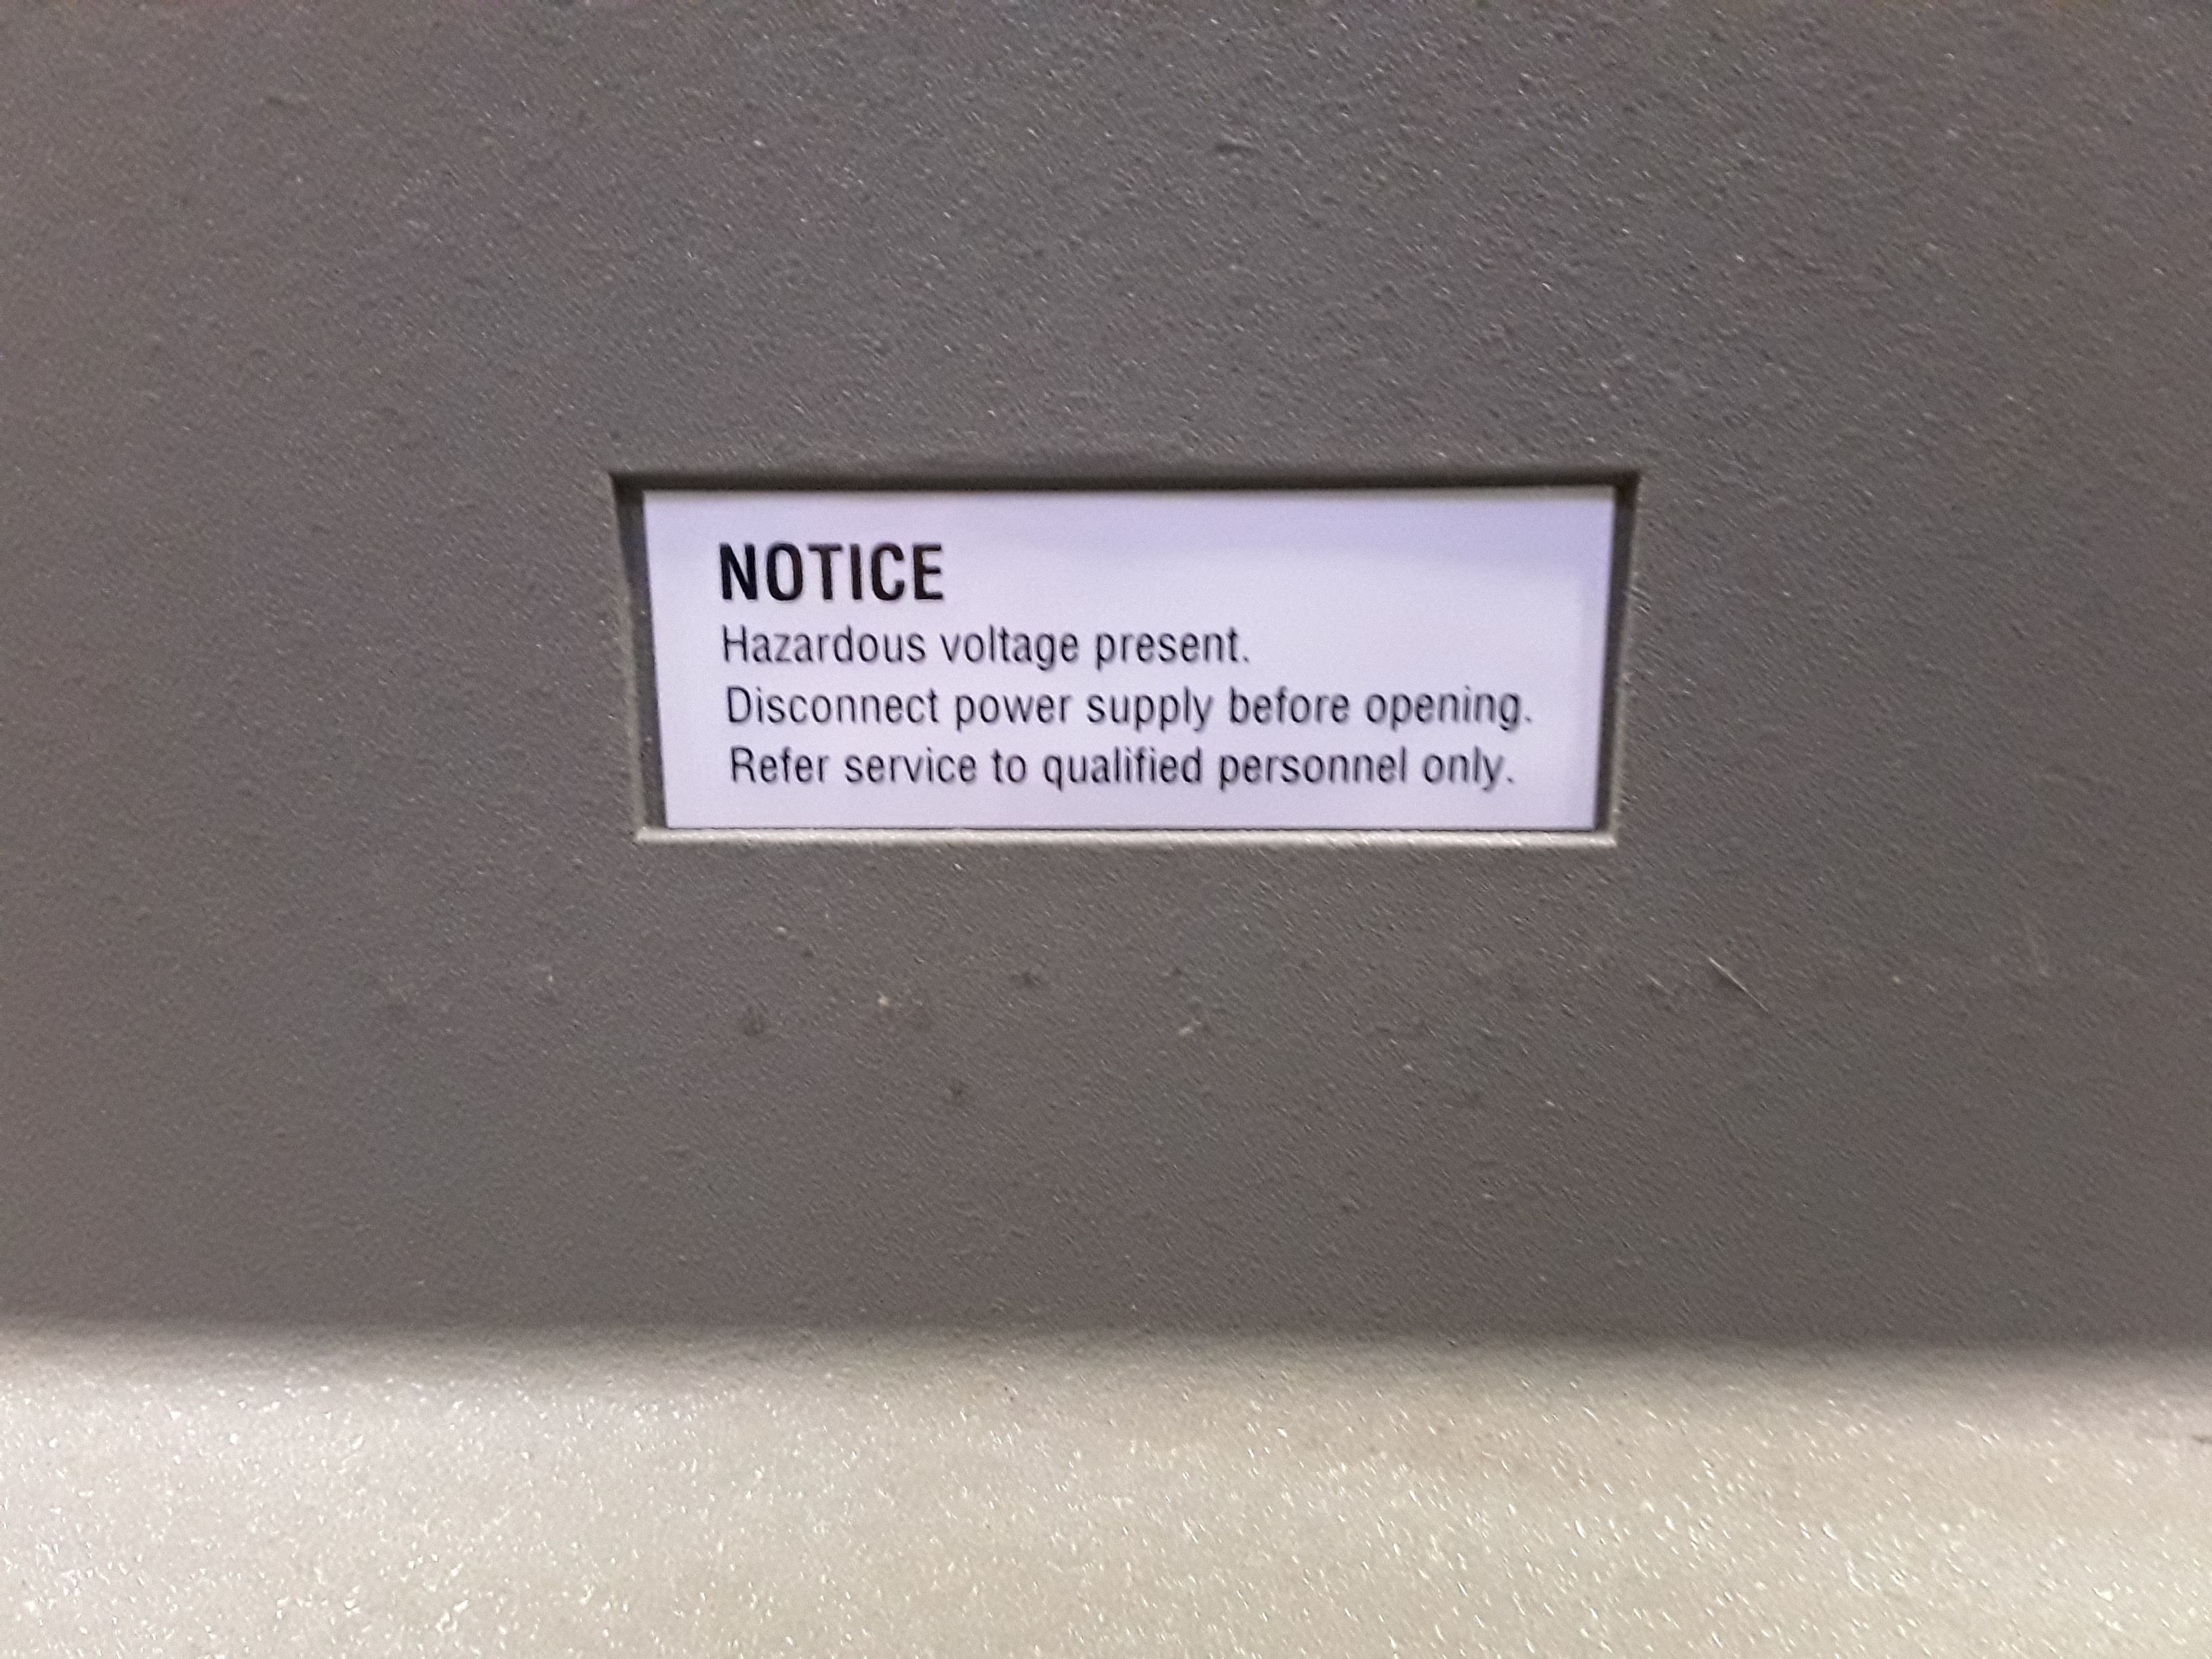 NOTICE
Hazardous voltage present.
Disconnect power supply before opening.
Refer service to qualified personnel only.